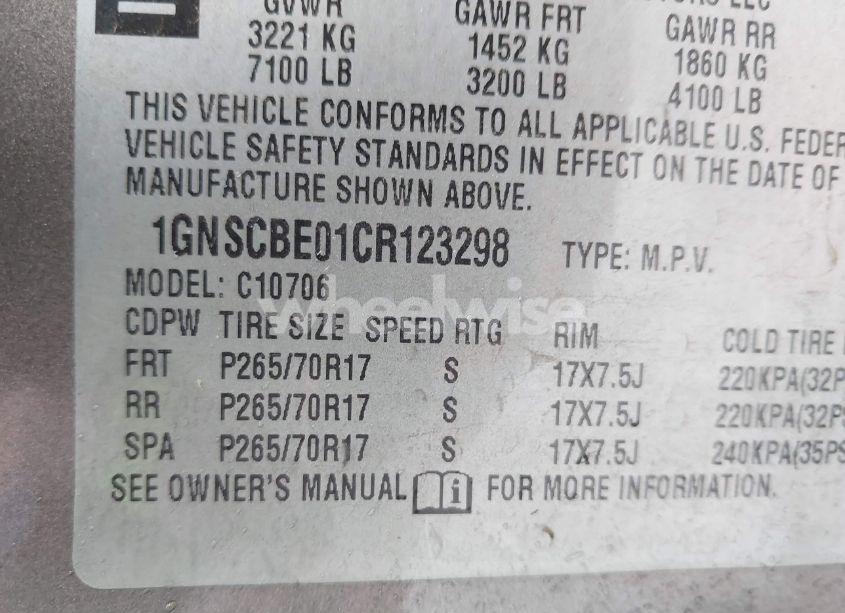 GVWR GAWR FRT GAWR RR
3221 KG 1452 KG 1860 KG
7100 LB 3200 LB 4100 LB
THIS VEHICLE CONFORMS TO ALL APPLICABLE U.S. FEDER
VEHICLE SAFETY STANDARDS IN EFFECT ON THE DATE OF
MANUFACTURE SHOWN ABOVE.
1GNSCBE01CR123298 TYPE: M.P.V.
MODEL: C10706
wheelwise
CDPW TIRE SIZE SPEED RTG RIM COLD TIRE
FRT P265/70R17 S 17X7.5J 220KPA(32P
RR P265/70R17 S 17X7.5J 220KPA(32PS
SPA P265/70R17 S 17X7.5J 240KPA(35PS
SEE OWNER'S MANUAL i FOR MORE INFORMATION.